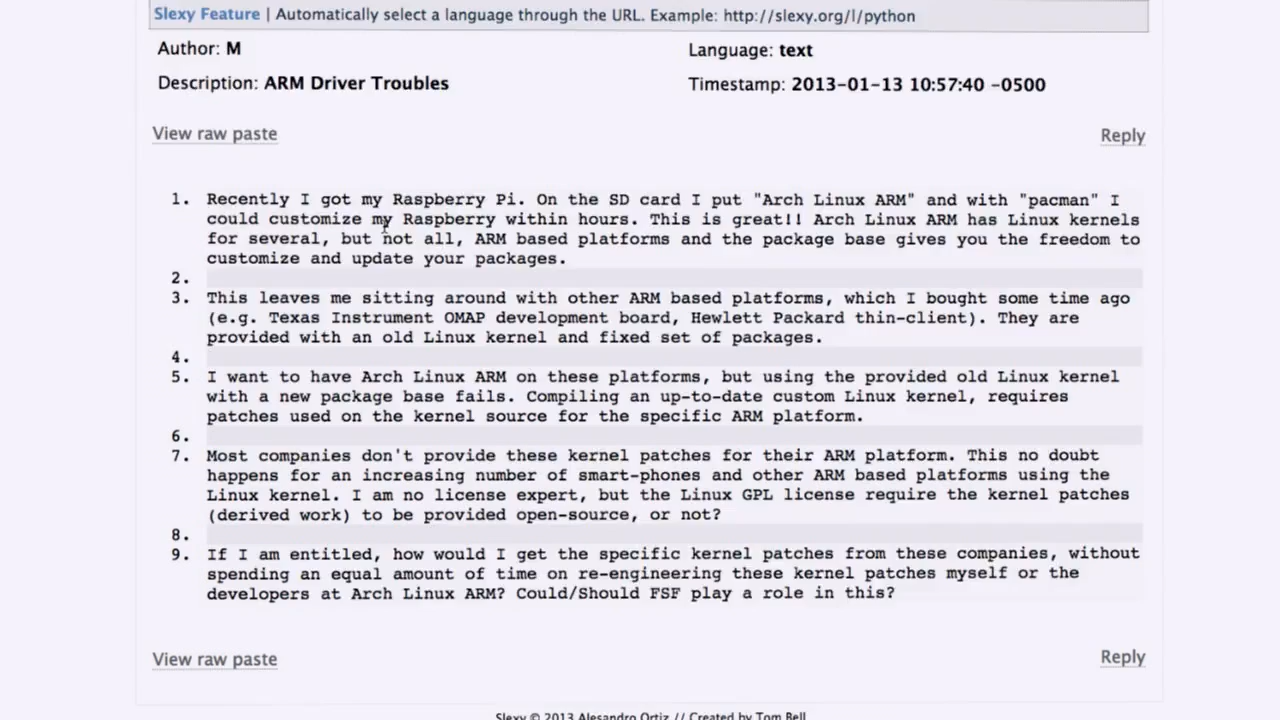 Slexy Feature | Automatically select a language through the URL. Example: http://slexy.org/l/python
Author: M
Language: text
Description: ARM Driver Troubles
Timestamp: 2013-01-13 10:57:40 -0500
View raw paste
Reply
1. Recently I got my Raspberry Pi. On the SD card I put "Arch Linux ARM" and with "pacman" I
could customize my Raspberry within hours. This is great!! Arch Linux ARM has Linux kernels
for several, but not all, ARM based platforms and the package base gives you the freedom to
customize and update your packages.
2.
3. This leaves me sitting around with other ARM based platforms, which I bought some time ago
(e.g. Texas Instrument OMAP development board, Hewlett Packard thin-client). They are
provided with an old Linux kernel and fixed set of packages.
4.
5. I want to have Arch Linux ARM on these platforms, but using the provided old Linux kernel
with a new package base fails. Compiling an up-to-date custom Linux kernel, requires
patches used on the kernel source for the specific ARM platform.
6.
7. Most companies don't provide these kernel patches for their ARM platform. This no doubt
happens for an increasing number of smart-phones and other ARM based platforms using the
Linux kernel. I am no license expert, but the Linux GPL license require the kernel patches
(derived work) to be provided open-source, or not?
8.
9. If I am entitled, how would I get the specific kernel patches from these companies, without
spending an equal amount of time on re-engineering these kernel patches myself or the
developers at Arch Linux ARM? Could/Should FSF play a role in this?
View raw paste
Reply
Slexy © 2013 Alesandro Ortiz // Created by Tom Bell